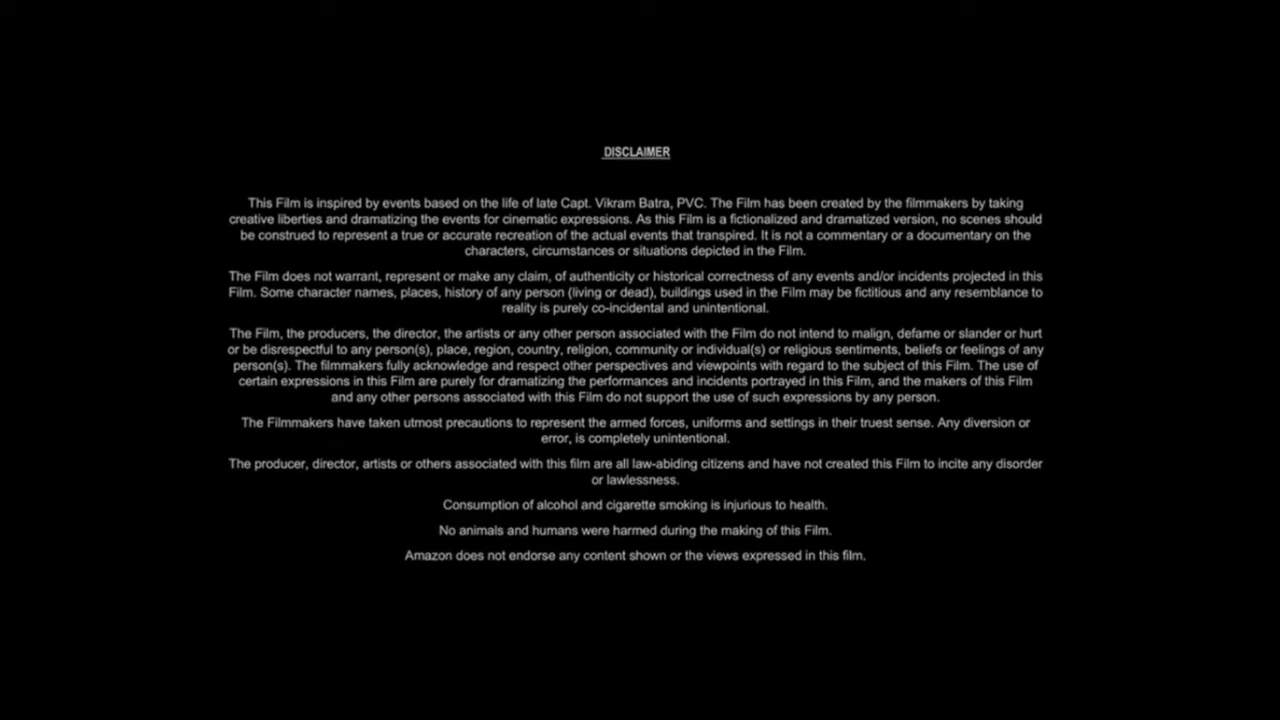 DISCLAIMER
This Film is inspired by events based on the life of late Capt. Vikram Batra, PVC. The Film has been created by the filmmakers by taking
creative liberties and dramatizing the events for cinematic expressions. As this Film is a fictionalized and dramatized version, no scenes should
be construed to represent a true or accurate recreation of the actual events that transpired. It is not a commentary or a documentary on the
characters, circumstances or situations depicted in the Film.
The Film does not warrant, represent or make any claim, of authenticity or historical correctness of any events and/or incidents projected in this
Film. Some character names, places, history of any person (living or dead), buildings used in the Film may be fictitious and any resemblance to
reality is purely co-incidental and unintentional.
The Film, the producers, the director, the artists or any other person associated with the Film do not intend to malign, defame or slander or hurt
or be disrespectful to any person(s), place, region, country, religion, community or individual(s) or religious sentiments, beliefs or feelings of any
person(s). The filmmakers fully acknowledge and respect other perspectives and viewpoints with regard to the subject of this Film. The use of
certain expressions in this Film are purely for dramatizing the performances and incidents portrayed in this Film, and the makers of this Film
and any other persons associated with this Film do not support the use of such expressions by any person.
The Filmmakers have taken utmost precautions to represent the armed forces, uniforms and settings in their truest sense. Any diversion or
error, is completely unintentional.
The producer, director, artists or others associated with this film are all law-abiding citizens and have not created this Film to incite any disorder
or lawlessness.
Consumption of alcohol and cigarette smoking is injurious to health.
No animals and humans were harmed during the making of this Film.
Amazon does not endorse any content shown or the views expressed in this film.